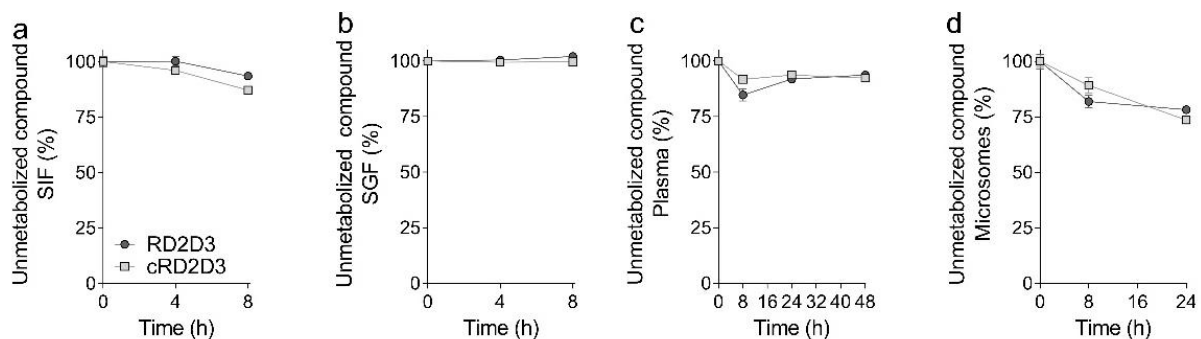 a
Unmetabolized compound
SIF (%)
100
75
50
25
0
RD2D3
cRD2D3
0 4 8
Time (h)
b
Unmetabolized compound
SGF (%)
100
75
50
25
0
0 4 8
Time (h)
c
Unmetabolized compound
Plasma (%)
100
75
50
25
0
0 8 16 24 32 40 48
Time (h)
d
Unmetabolized compound
Microsomes (%)
100
75
50
25
0
0 8 16 24
Time (h)